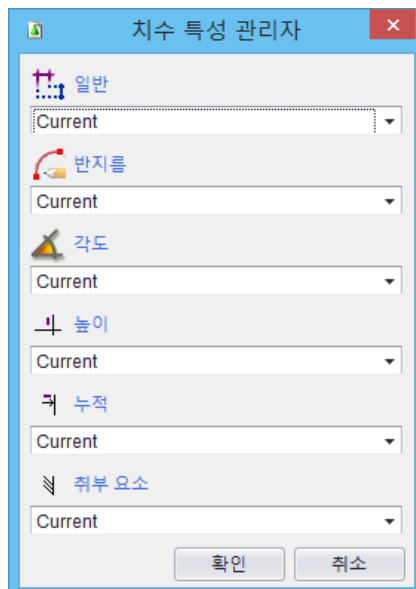 치수 특성 관리자
일반
Current
반지름
Current
각도
Current
높이
Current
누적
Current
취부 요소
Current
확인 취소